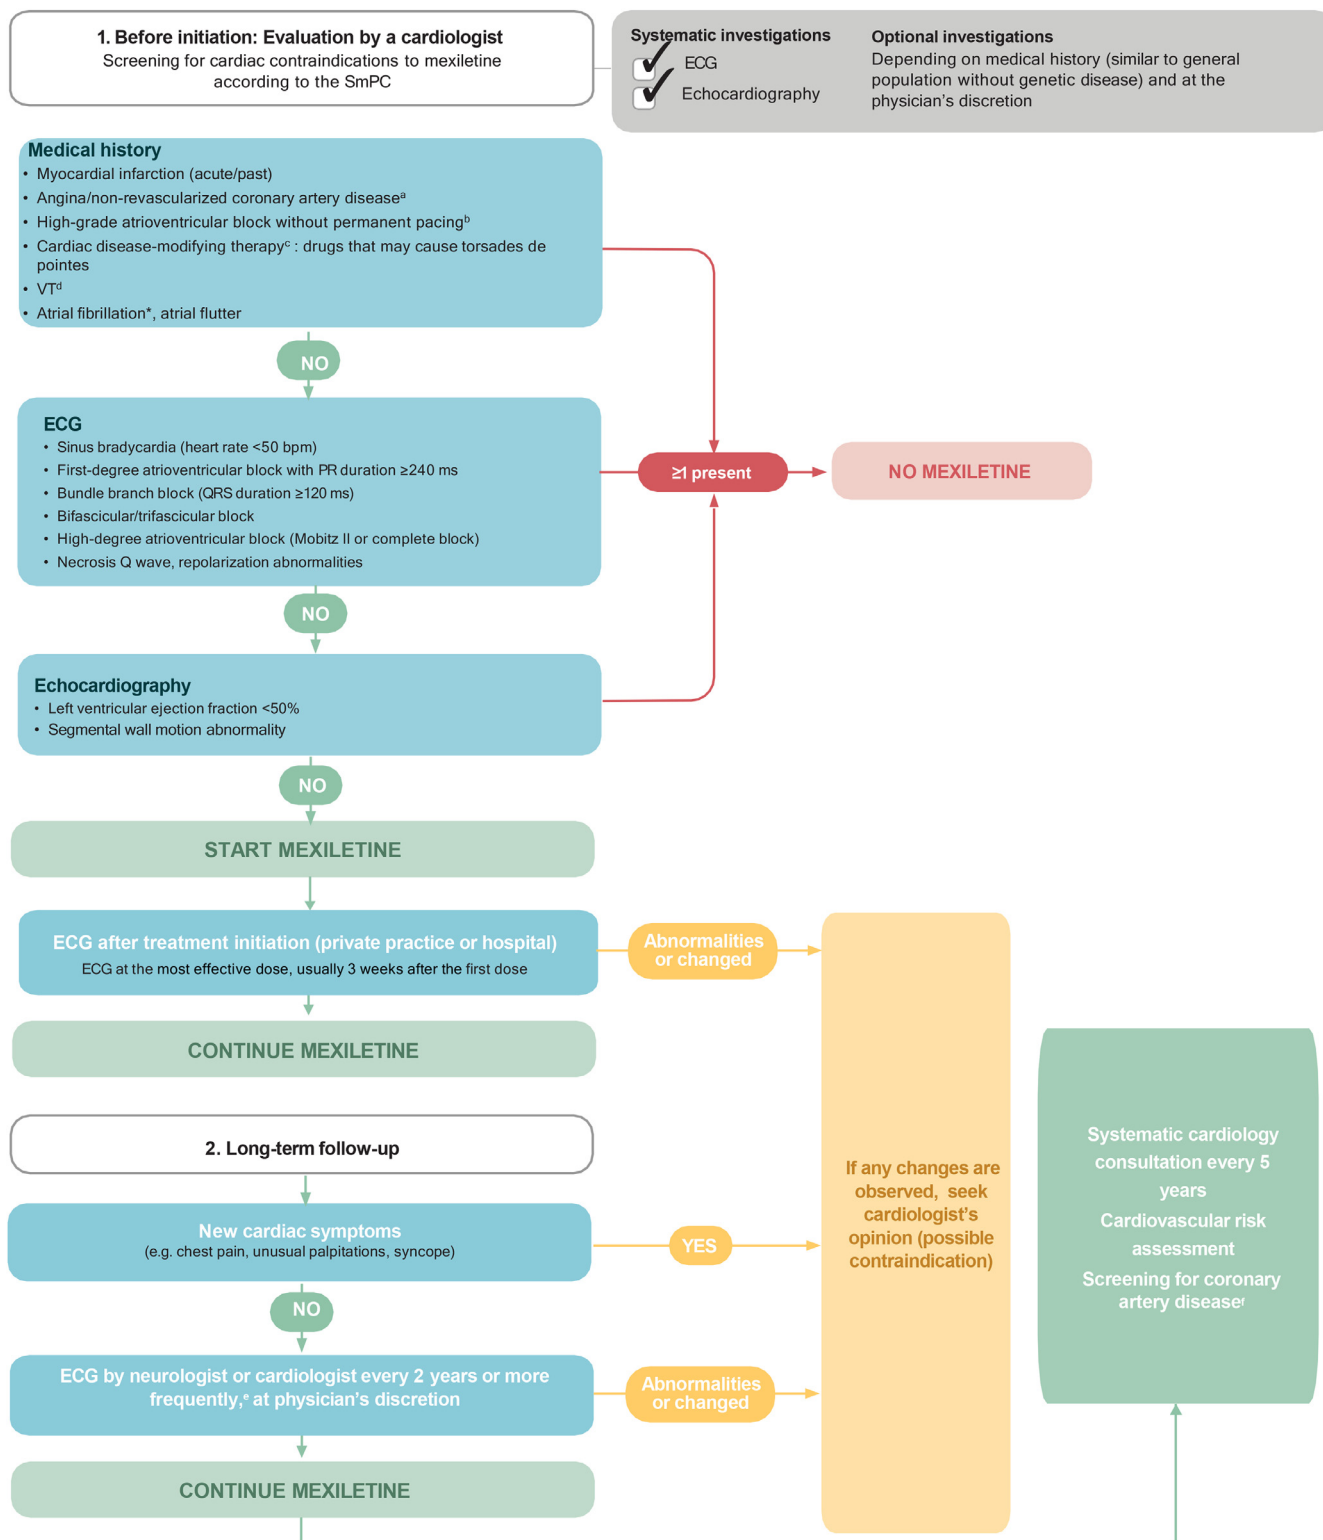 1. Before initiation: Evaluation by a cardiologist
Screening for cardiac contraindications to mexiletine
according to the SmPC
Systematic investigations
ECG
Echocardiography
Optional investigations
Depending on medical history (similar to general
population without genetic disease) and at the
physician’s discretion
Medical history
• Myocardial infarction (acute/past)
• Angina/non-revascularized coronary artery diseaseᵃ
• High-grade atrioventricular block without permanent pacingᵇ
• Cardiac disease-modifying therapyᶜ : drugs that may cause torsades de
pointes
• VTᵈ
• Atrial fibrillation*, atrial flutter
NO
ECG
• Sinus bradycardia (heart rate <50 bpm)
• First-degree atrioventricular block with PR duration ≥240 ms
• Bundle branch block (QRS duration ≥120 ms)
• Bifascicular/trifascicular block
• High-degree atrioventricular block (Mobitz II or complete block)
• Necrosis Q wave, repolarization abnormalities
≥1 present
NO MEXILETINE
NO
Echocardiography
• Left ventricular ejection fraction <50%
• Segmental wall motion abnormality
NO
START MEXILETINE
ECG after treatment initiation (private practice or hospital)
ECG at the most effective dose, usually 3 weeks after the first dose
Abnormalities
or changed
CONTINUE MEXILETINE
2. Long-term follow-up
New cardiac symptoms
(e.g. chest pain, unusual palpitations, syncope)
YES
NO
ECG by neurologist or cardiologist every 2 years or more
frequently,ᵉ at physician’s discretion
Abnormalities
or changed
CONTINUE MEXILETINE
If any changes are
observed, seek
cardiologist’s
opinion (possible
contraindication)
Systematic cardiology
consultation every 5
years
Cardiovascular risk
assessment
Screening for coronary
artery diseaseᶠ